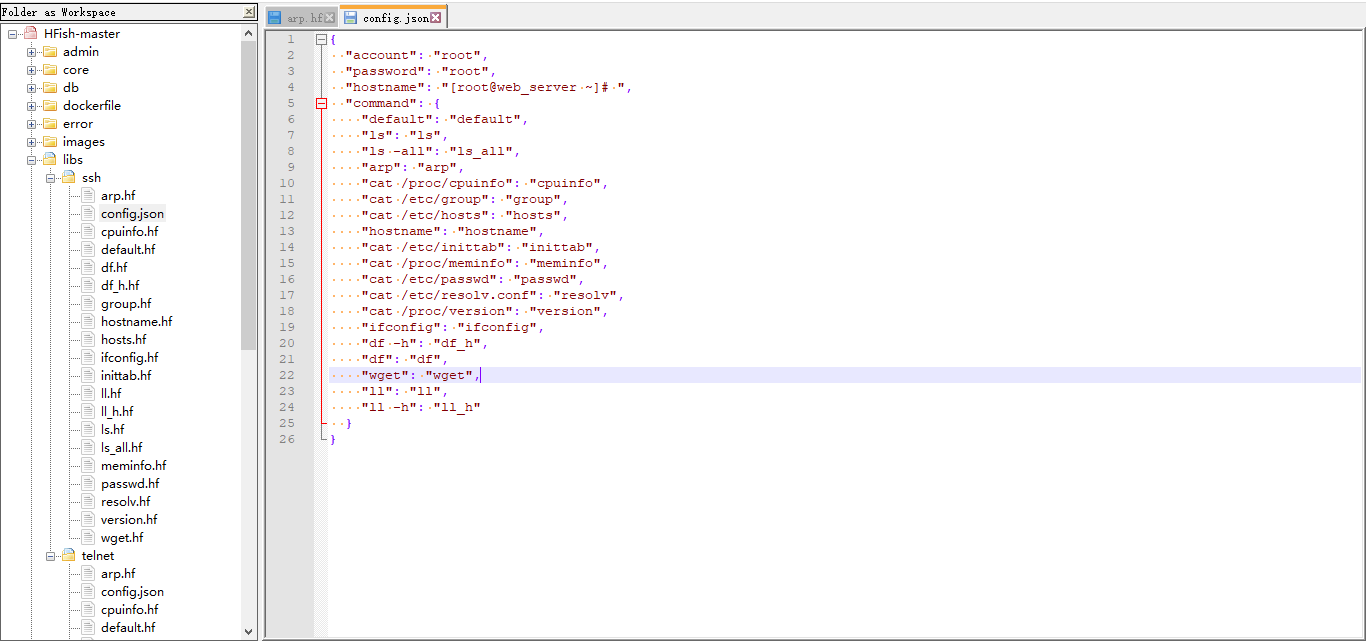 Folder as Workspace
HFish-master
admin
core
db
dockerfile
error
images
libs
ssh
arp.hf
config.json
cpuinfo.hf
default.hf
df.hf
df_h.hf
group.hf
hostname.hf
hosts.hf
ifconfig.hf
inittab.hf
ll.hf
ll_h.hf
ls.hf
ls_all.hf
meminfo.hf
passwd.hf
resolv.hf
version.hf
wget.hf
telnet
arp.hf
config.json
cpuinfo.hf
default.hf
arp.hf
config.json
1 {
2 "account": "root",
3 "password": "root",
4 "hostname": "[root@web_server ~]# ",
5 "command": {
6 "default": "default",
7 "ls": "ls",
8 "ls -all": "ls_all",
9 "arp": "arp",
10 "cat /proc/cpuinfo": "cpuinfo",
11 "cat /etc/group": "group",
12 "cat /etc/hosts": "hosts",
13 "hostname": "hostname",
14 "cat /etc/inittab": "inittab",
15 "cat /proc/meminfo": "meminfo",
16 "cat /etc/passwd": "passwd",
17 "cat /etc/resolv.conf": "resolv",
18 "cat /proc/version": "version",
19 "ifconfig": "ifconfig",
20 "df -h": "df_h",
21 "df": "df",
22 "wget": "wget",
23 "ll": "ll",
24 "ll -h": "ll_h"
25 }
26 }